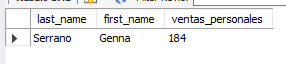 last_name first_name ventas_personales
Serrano Genna 184